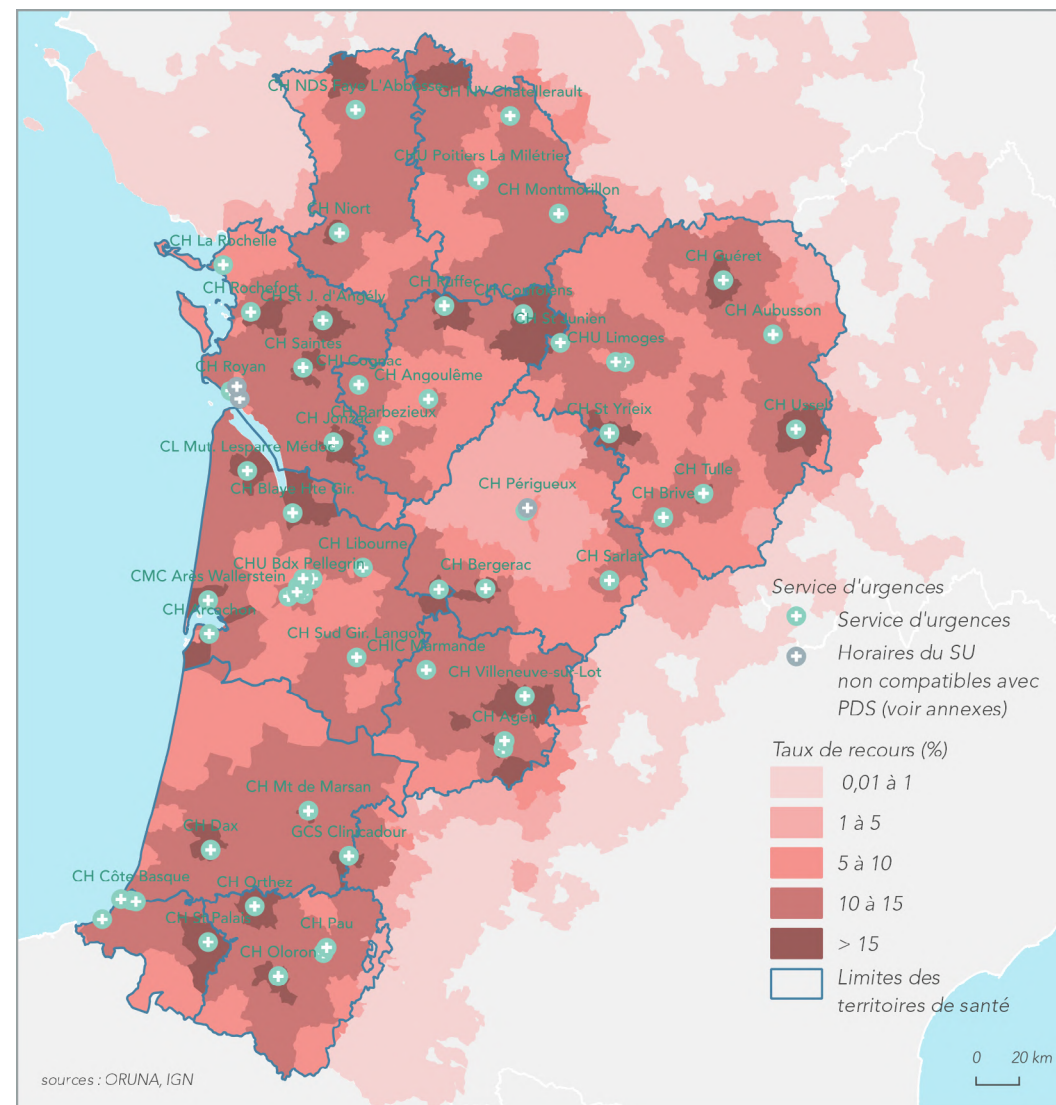 CH NDS Faye L'Abbesse
GH NV Chatellerault
CHU Poitiers La Milétrie
CH Montmorillon
CH Niort
CH La Rochelle
CH Guéret
CH Rochefort
CH St J. d'Angély
CH Ruffec
CH Confolens
CH St Junien
CH Aubusson
CHU Limoges
CH Saintes
CHI Cognac
CH Royan
CH Angoulême
CH Barbezieux
CH Jonzac
CH St Yrieix
CH Ussel
CL Mut. Lesparre Médoc
CH Tulle
CH Blaye Hte Gir.
CH Périgueux
CH Brive
CH Libourne
CHU Bdx Pellegrin
CH Bergerac
CH Sarlat
CMC Arès Wallerstein
CH Arcachon
CH Sud Gir. Langon
CHIC Marmande
CH Villeneuve-sur-Lot
CH Agen
CH Mt de Marsan
CH Dax
GCS Clinicadour
CH Côte Basque
CH Orthez
CH St Palais
CH Pau
CH Oloron
Service d'urgences
Service d'urgences
Horaires du SU
non compatibles avec
PDS (voir annexes)
Taux de recours (%)
0,01 à 1
1 à 5
5 à 10
10 à 15
> 15
Limites des
territoires de santé
0 20 km
sources : ORUNA, IGN